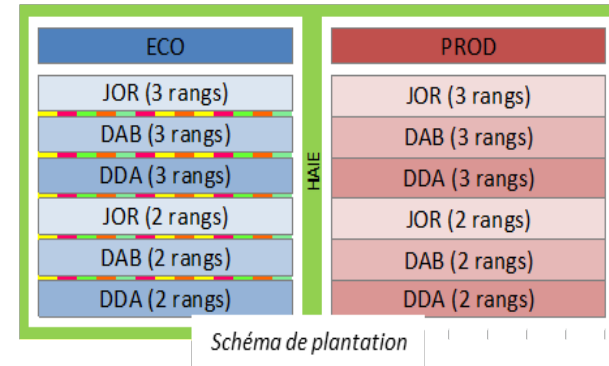 ECO
JOR (3 rangs)
DAB (3 rangs)
DDA (3 rangs)
JOR (2 rangs)
DAB (2 rangs)
DDA (2 rangs)
HAIE
PROD
JOR (3 rangs)
DAB (3 rangs)
DDA (3 rangs)
JOR (2 rangs)
DAB (2 rangs)
DDA (2 rangs)
Schéma de plantation